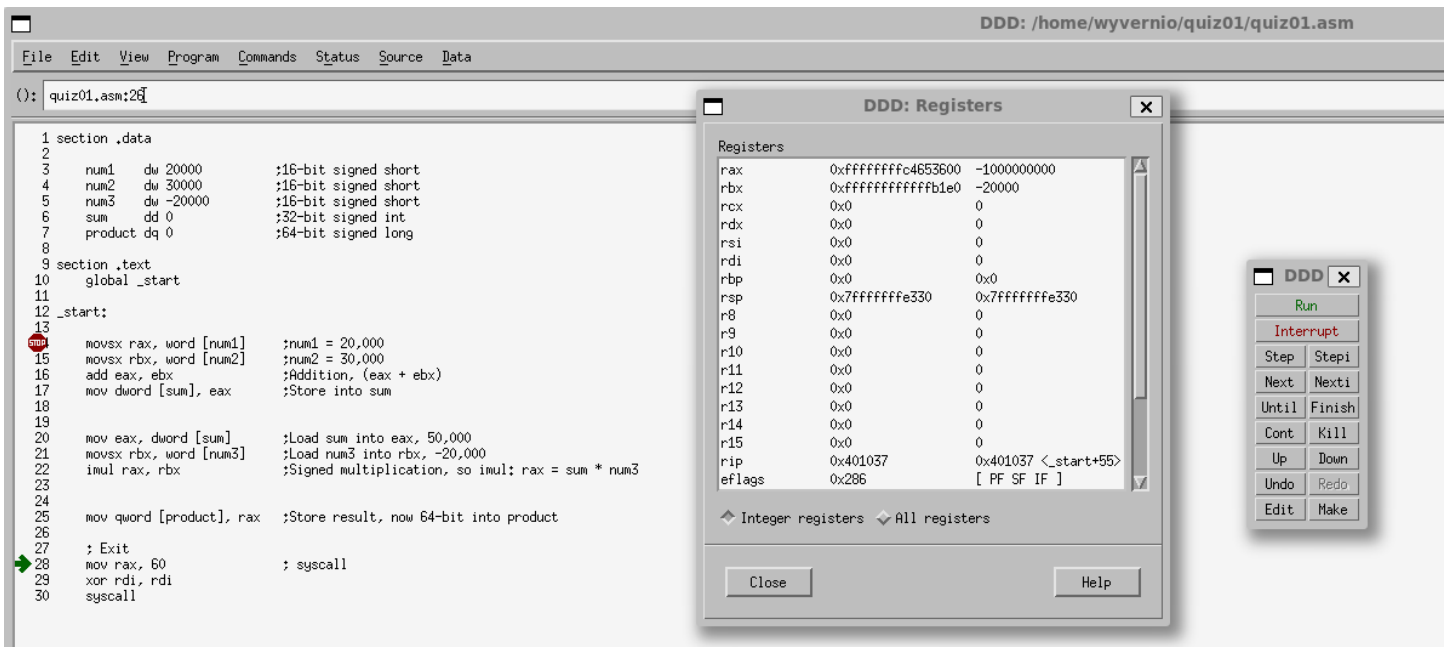 DDD: /home/wyvernio/quiz01/quiz01.asm
File Edit View Program Commands Status Source Data
(): quiz01.asm:26
1 section .data
2
3 num1 dw 20000 ;16-bit signed short
4 num2 dw 30000 ;16-bit signed short
5 num3 dw -20000 ;16-bit signed short
6 sum dd 0 ;32-bit signed int
7 product dq 0 ;64-bit signed long
8
9 section .text
10 global _start
11
12 _start:
13
STOP movsx rax, word [num1] ;num1 = 20,000
15 movsx rbx, word [num2] ;num2 = 30,000
16 add eax, ebx ;Addition, (eax + ebx)
17 mov dword [sum], eax ;Store into sum
18
19
20 mov eax, dword [sum] ;Load sum into eax, 50,000
21 movsx rbx, word [num3] ;Load num3 into rbx, -20,000
22 imul rax, rbx ;Signed multiplication, so imul: rax = sum * num3
23
24
25 mov qword [product], rax ;Store result, now 64-bit into product
26
27 ; Exit
28 mov rax, 60 ; syscall
29 xor rdi, rdi
30 syscall
DDD: Registers
Registers
rax 0xffffffffc4653600 -1000000000
rbx 0xffffffffffffb1e0 -20000
rcx 0x0 0
rdx 0x0 0
rsi 0x0 0
rdi 0x0 0
rbp 0x0 0x0
rsp 0x7fffffffe330 0x7fffffffe330
r8 0x0 0
r9 0x0 0
r10 0x0 0
r11 0x0 0
r12 0x0 0
r13 0x0 0
r14 0x0 0
r15 0x0 0
rip 0x401037 0x401037 <_start+55>
eflags 0x286 [ PF SF IF ]
Integer registers All registers
Close Help
DDD
Run
Interrupt
Step Stepi
Next Nexti
Until Finish
Cont Kill
Up Down
Undo Redo
Edit Make